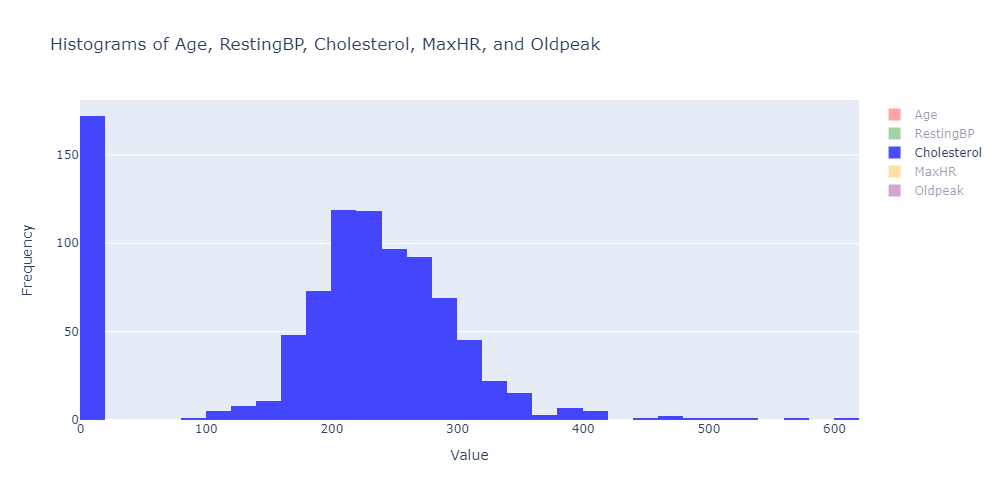 Histograms of Age, RestingBP, Cholesterol, MaxHR, and Oldpeak
Age
RestingBP
Cholesterol
MaxHR
Oldpeak
Frequency
150
100
50
0
0 100 200 300 400 500 600
Value